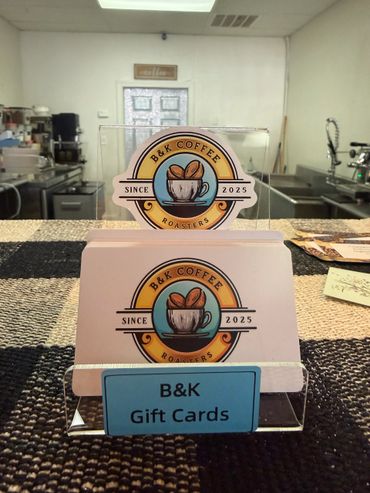 B&K COFFEE
SINCE 2025
ROASTERS
B&K COFFEE
SINCE 2025
ROASTERS
B&K
Gift Cards